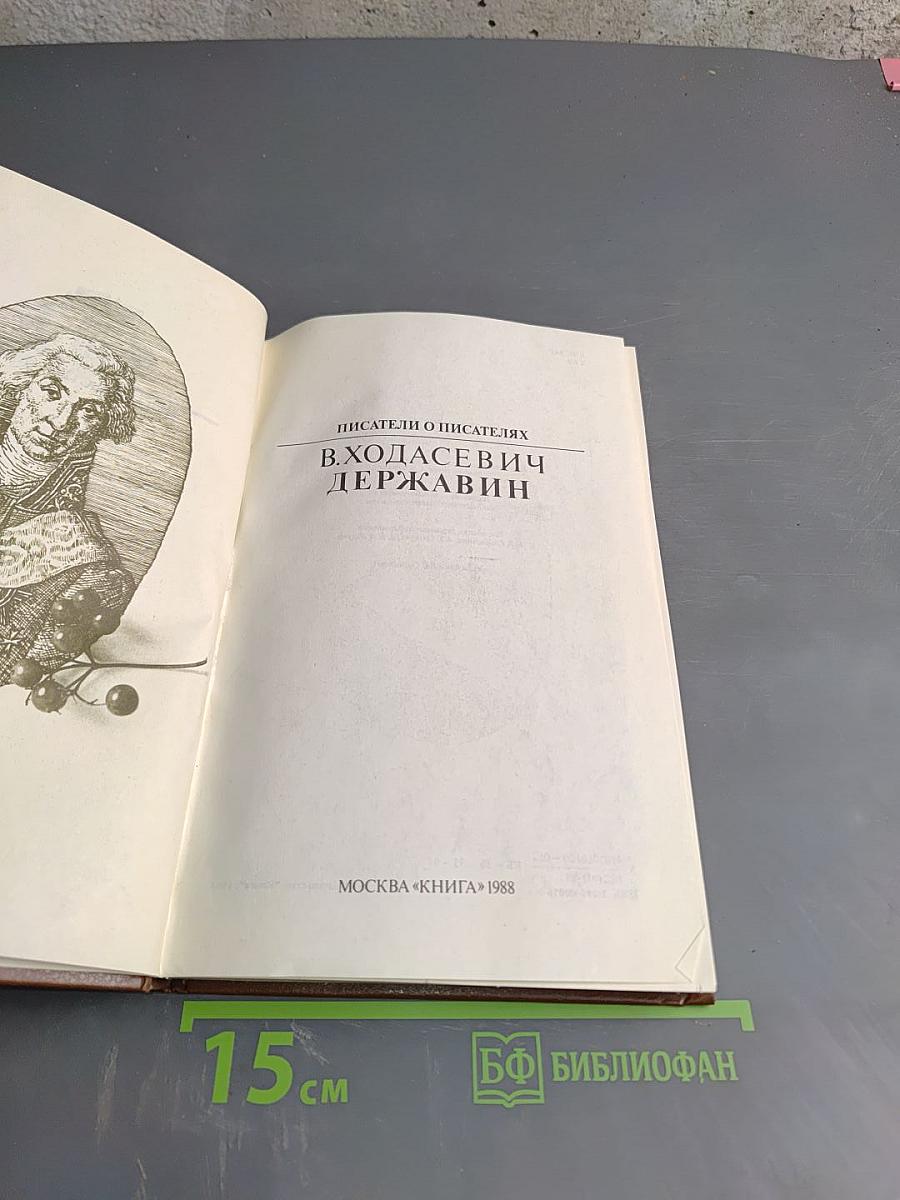 ПИСАТЕЛИ О ПИСАТЕЛЯХ
В.ХОДАСЕВИЧ
ДЕРЖАВИН
МОСКВА «КНИГА» 1988
15 см
БФ БИБЛИОФАН